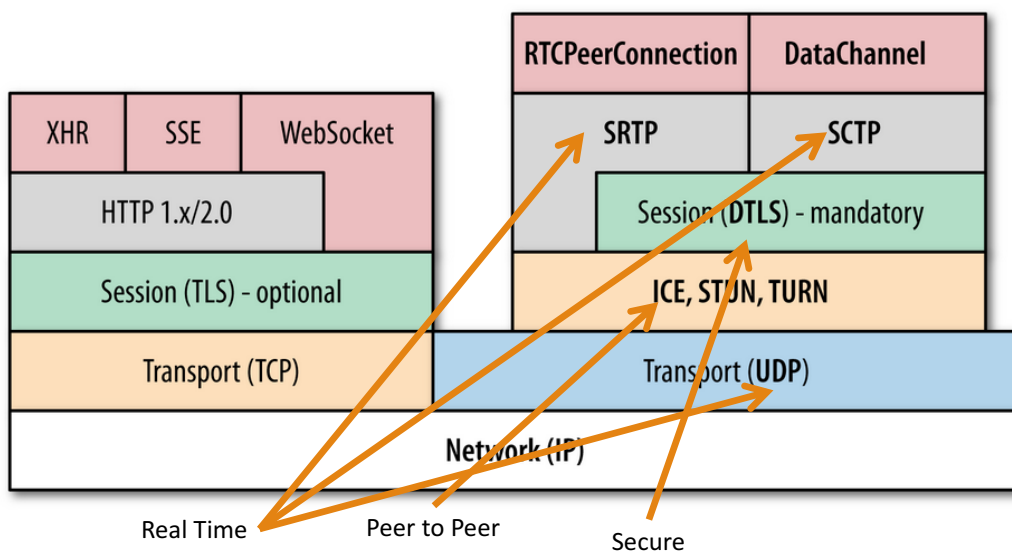 RTCPeerConnection
DataChannel
XHR
SSE
WebSocket
SRTP
SCTP
HTTP 1.x/2.0
Session (DTLS) - mandatory
Session (TLS) - optional
ICE, STUN, TURN
Transport (TCP)
Transport (UDP)
Network (IP)
Real Time
Peer to Peer
Secure